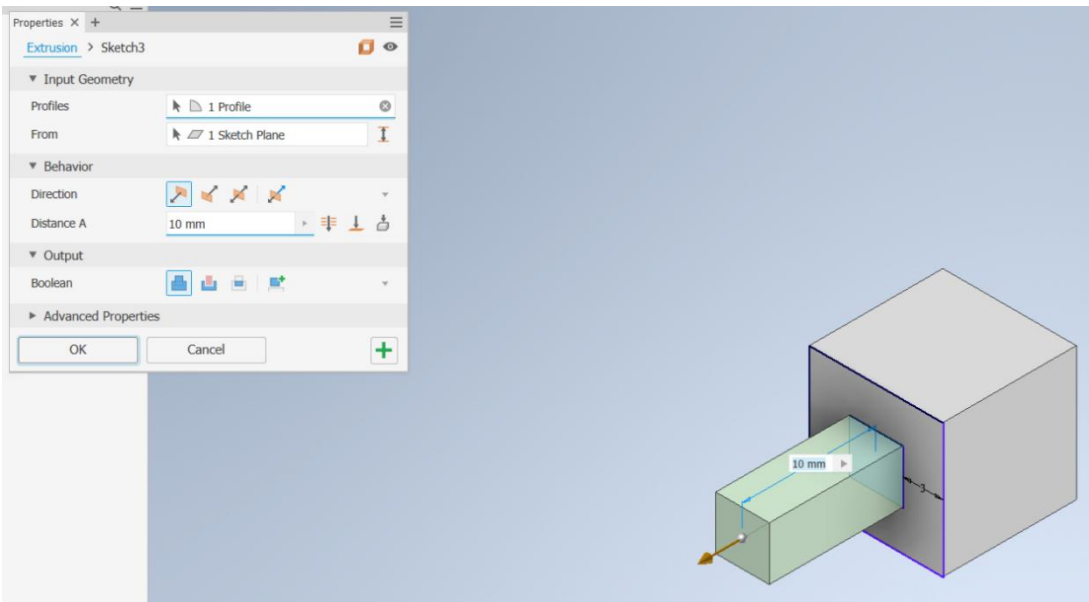 Properties × +
Extrusion > Sketch3
Input Geometry
Profiles 1 Profile
From 1 Sketch Plane
Behavior
Direction
Distance A 10 mm
Output
Boolean
Advanced Properties
OK Cancel
10 mm
3